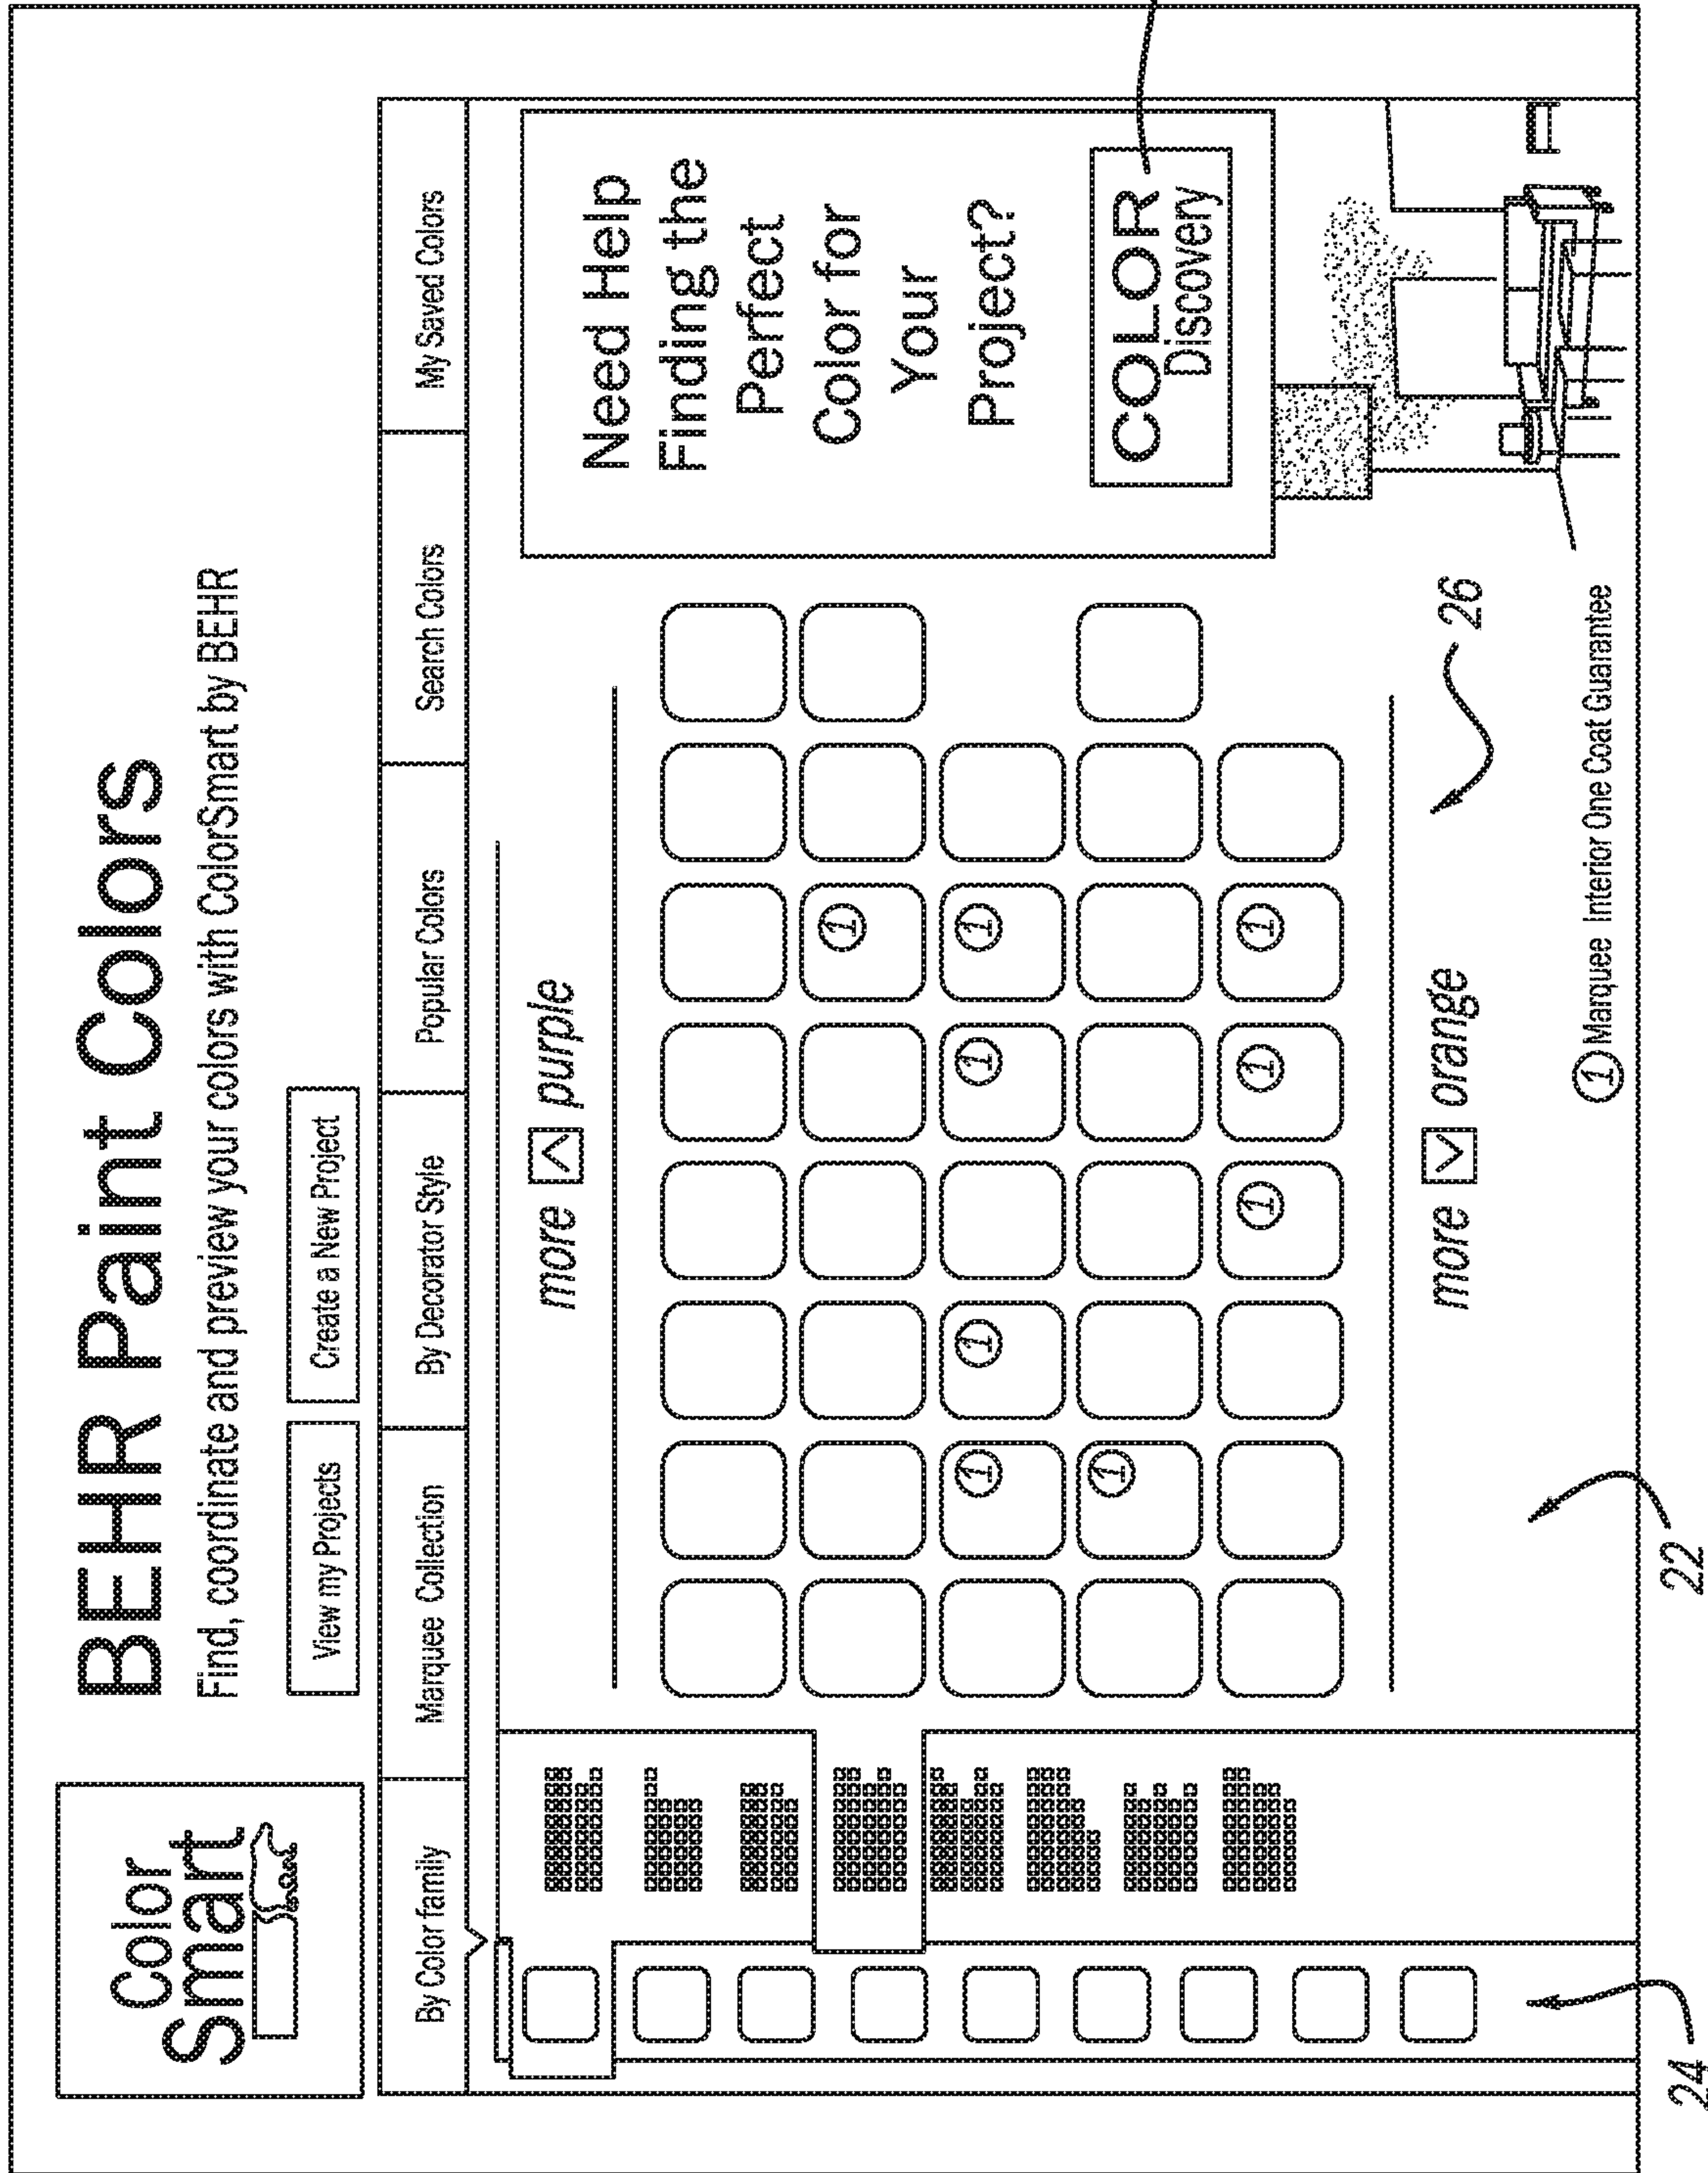 Color
Smart
BEHR Paint Colors
Find, coordinate and preview your colors with ColorSmart by BEHR
View my Projects
Create a New Project
By Color family
Marquee Collection
By Decorator Style
Popular Colors
Search Colors
My Saved Colors
more ^ purple
1
1 1 1 1
1
1 1 1
more v orange
1 Marquee Interior One Coat Guarantee
Need Help
Finding the
Perfect
Color for
Your
Project?
COLOR
Discovery
26
22
24